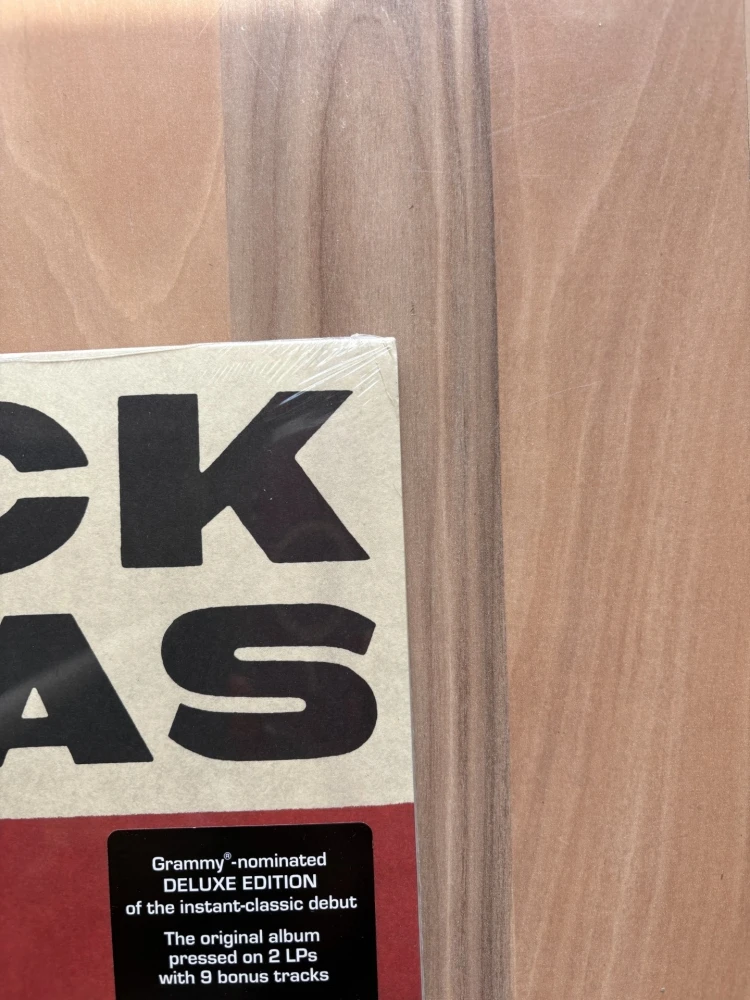 CK
AS
Grammy®-nominated
DELUXE EDITION
of the instant-classic debut
The original album
pressed on 2 LPs
with 9 bonus tracks